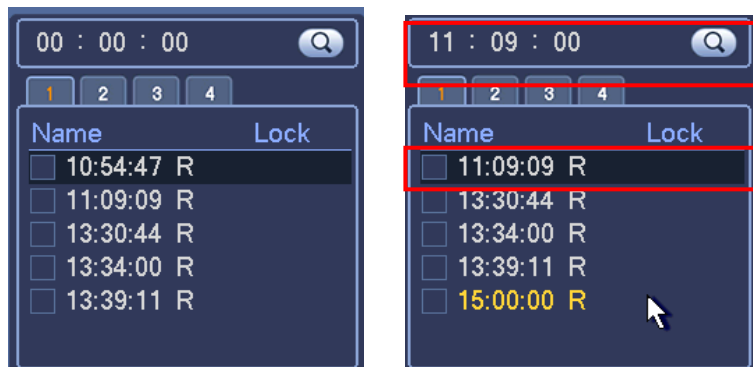 00 : 00 : 00
1 2 3 4
Name Lock
10:54:47 R
11:09:09 R
13:30:44 R
13:34:00 R
13:39:11 R
11 : 09 : 00
1 2 3 4
Name Lock
11:09:09 R
13:30:44 R
13:34:00 R
13:39:11 R
15:00:00 R